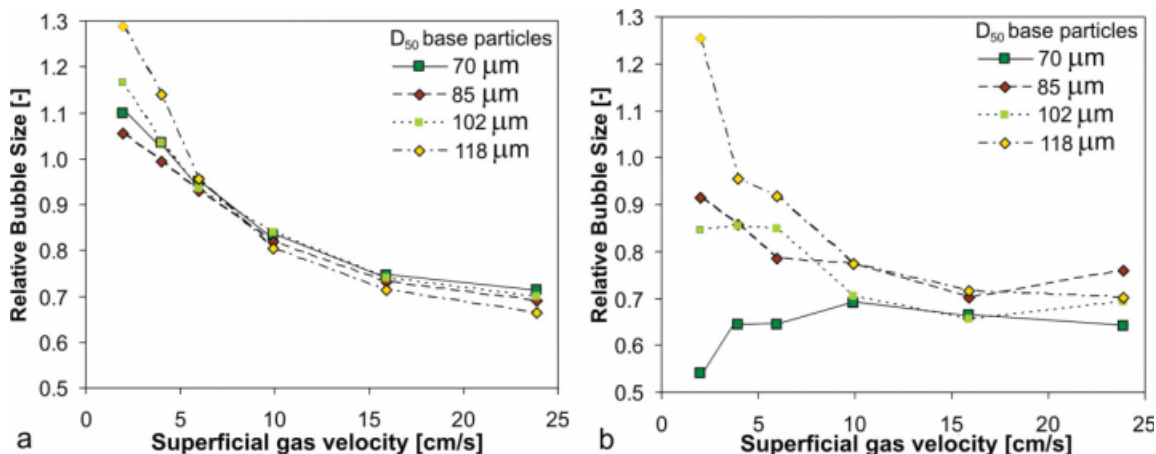 1.3
1.2
1.1
1.0
0.9
0.8
0.7
0.6
0.5
Relative Bubble Size [-]
D50 base particles
70 μm
85 μm
102 μm
118 μm
0 5 10 15 20 25
a Superficial gas velocity [cm/s]
1.3
1.2
1.1
1.0
0.9
0.8
0.7
0.6
0.5
Relative Bubble Size [-]
D50 base particles
70 μm
85 μm
102 μm
118 μm
0 5 10 15 20 25
b Superficial gas velocity [cm/s]